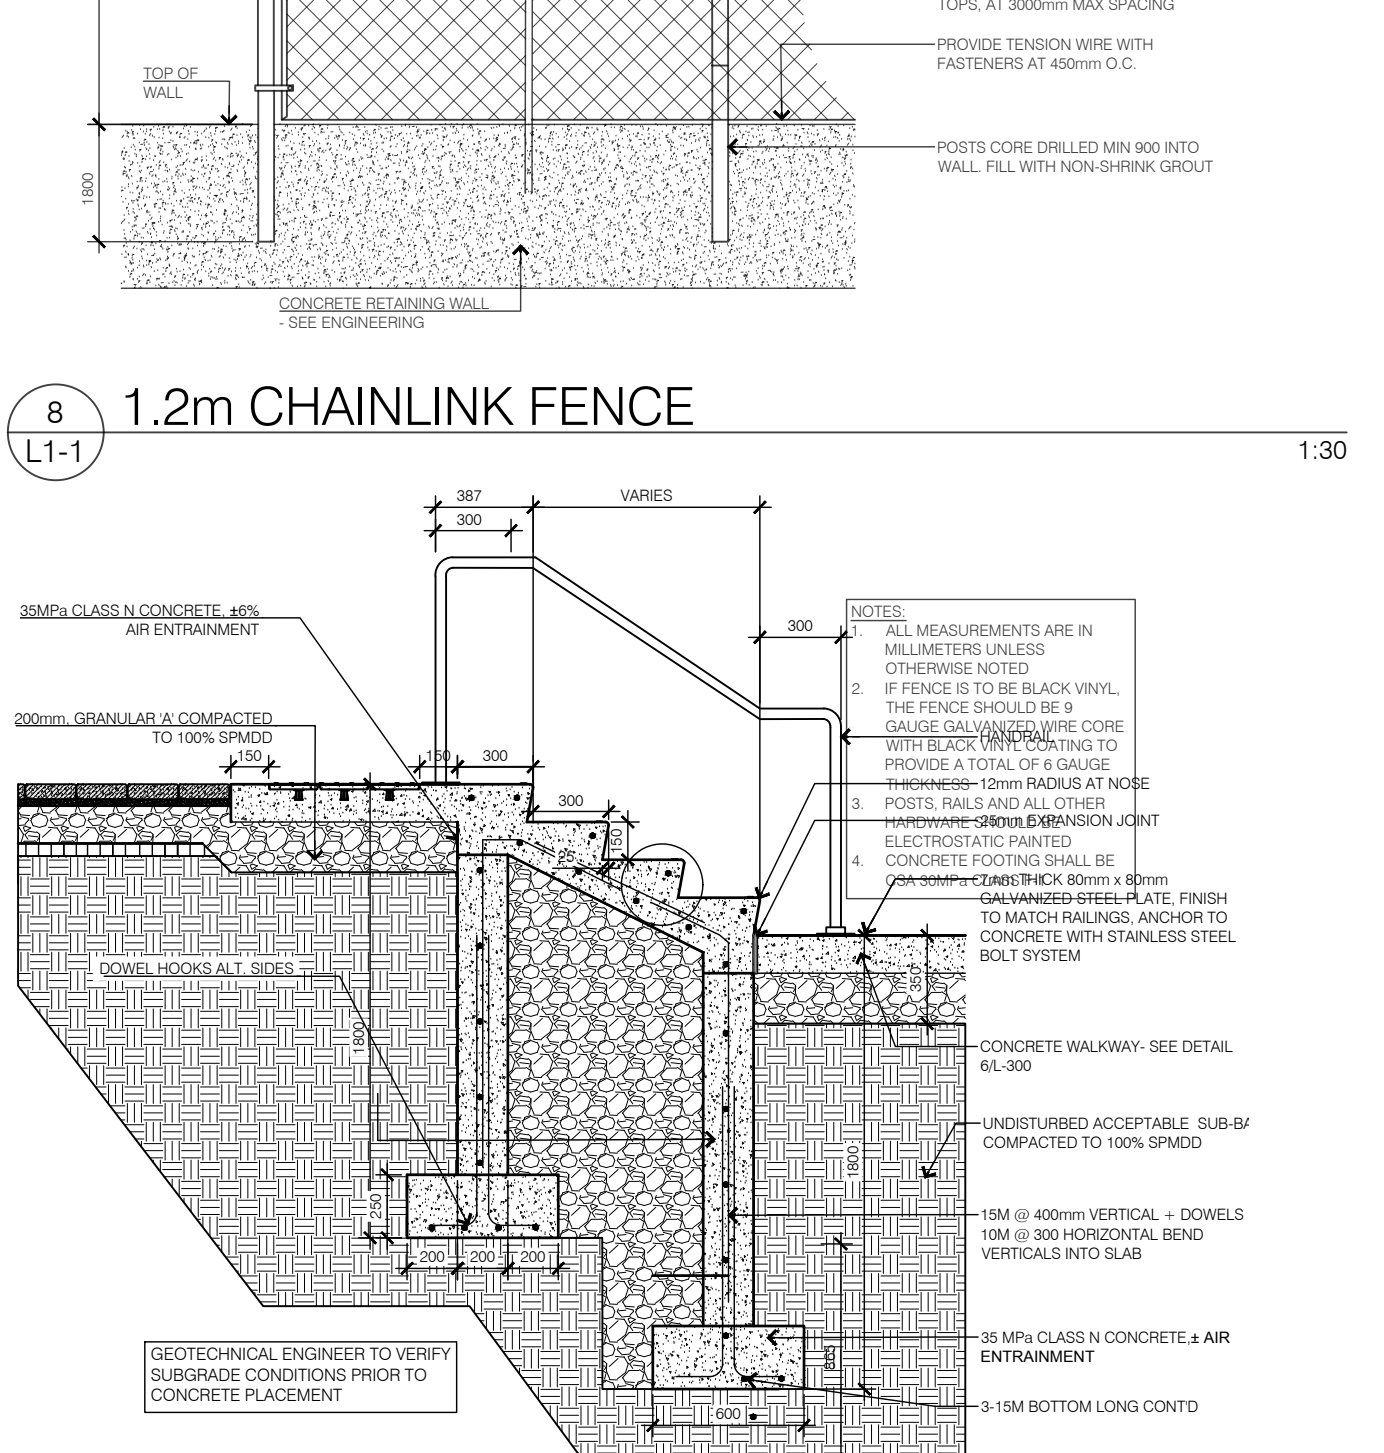 TOPS, AT 3000mm MAX SPACING
PROVIDE TENSION WIRE WITH
FASTENERS AT 450mm O.C.
TOP OF
WALL
POSTS CORE DRILLED MIN 900 INTO
WALL. FILL WITH NON-SHRINK GROUT
1800
CONCRETE RETAINING WALL
- SEE ENGINEERING
8
L1-1
1.2m CHAINLINK FENCE
1:30
387
VARIES
300
35MPa CLASS N CONCRETE, ±6%
AIR ENTRAINMENT
300
NOTES:
1. ALL MEASUREMENTS ARE IN
MILLIMETERS UNLESS
OTHERWISE NOTED
2. IF FENCE IS TO BE BLACK VINYL,
THE FENCE SHOULD BE 9
GAUGE GALVANIZED WIRE CORE
WITH BLACK VINYL COATING TO
PROVIDE A TOTAL OF 6 GAUGE
THICKNESS
3. POSTS, RAILS AND ALL OTHER
HARDWARE SHOULD BE
ELECTROSTATIC PAINTED
4. CONCRETE FOOTING SHALL BE
CSA 30MPa
HANDRAIL
12mm RADIUS AT NOSE
25mm EXPANSION JOINT
7mm THICK 80mm x 80mm
GALVANIZED STEEL PLATE, FINISH
TO MATCH RAILINGS, ANCHOR TO
CONCRETE WITH STAINLESS STEEL
BOLT SYSTEM
200mm, GRANULAR 'A' COMPACTED
TO 100% SPMDD
150
150
300
300
150
25
DOWEL HOOKS ALT. SIDES
350
1800
CONCRETE WALKWAY- SEE DETAIL
6/L-300
UNDISTURBED ACCEPTABLE SUB-BA
COMPACTED TO 100% SPMDD
1800
250
15M @ 400mm VERTICAL + DOWELS
10M @ 300 HORIZONTAL BEND
VERTICALS INTO SLAB
200
200
200
35 MPa CLASS N CONCRETE,± AIR
ENTRAINMENT
865
GEOTECHNICAL ENGINEER TO VERIFY
SUBGRADE CONDITIONS PRIOR TO
CONCRETE PLACEMENT
3-15M BOTTOM LONG CONT'D
600